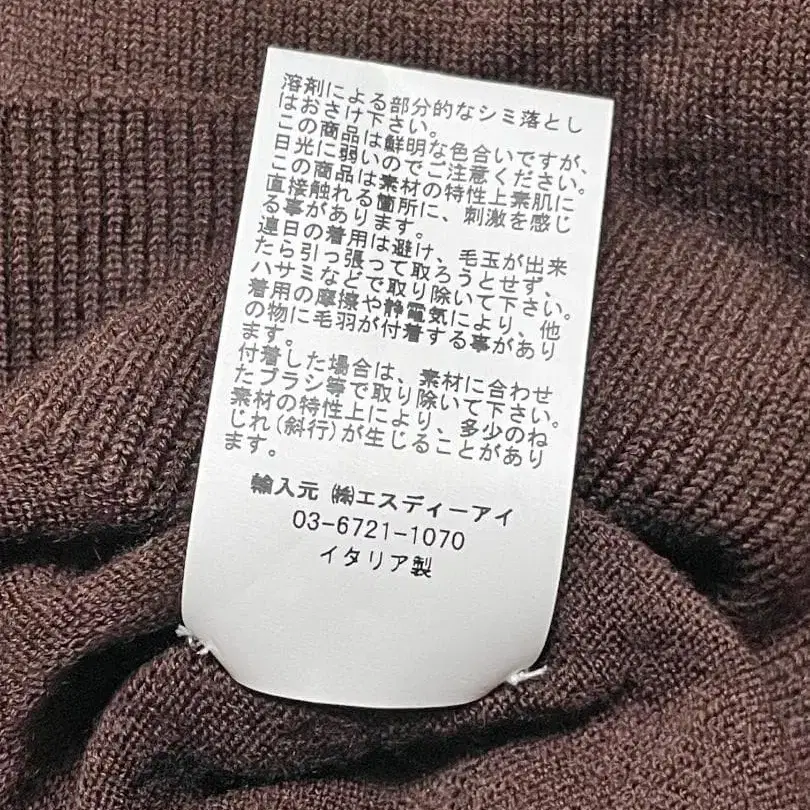 溶剤による部分的なシミ落とし
はおさけ下さい。
この商品は鮮明な色合いですが、
日光に弱いのでご注意ください。
この商品は素材の特性上素肌に
直接触れる箇所に、刺激を感じ
る事があります。
連日の着用は避け、毛玉が出来
たら引っ張って取ろうとせず、
ハサミなどで取り除いて下さい。
着用の摩擦や静電気により、他
の物に毛羽が付着する事があり
ます。
付着した場合は、素材に合わせ
たブラシ等で取り除いて下さい。
素材の特性上により、多少のね
じれ(斜行)が生じることがあり
ます。
輸入元 ㈱エスディーアイ
03-6721-1070
イタリア製